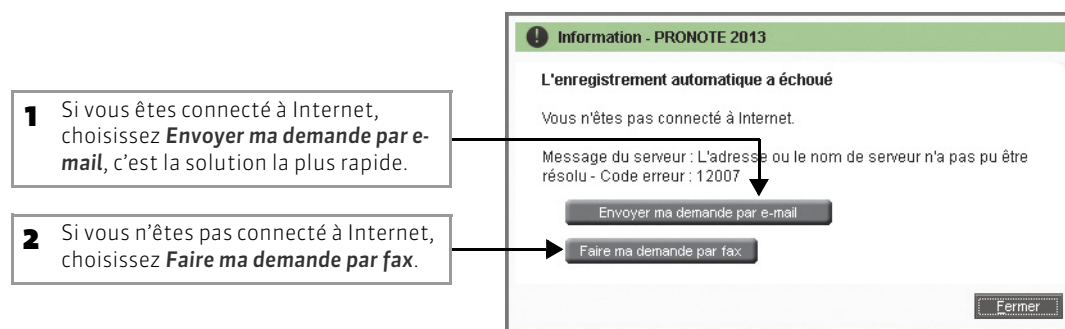 1 Si vous êtes connecté à Internet,
choisissez Envoyer ma demande par e-
mail, c’est la solution la plus rapide.
2 Si vous n’êtes pas connecté à Internet,
choisissez Faire ma demande par fax.
Information - PRONOTE 2013
L'enregistrement automatique a échoué
Vous n'êtes pas connecté à Internet.
Message du serveur : L'adresse ou le nom de serveur n'a pas pu être
résolu - Code erreur : 12007
Envoyer ma demande par e-mail
Faire ma demande par fax
Fermer